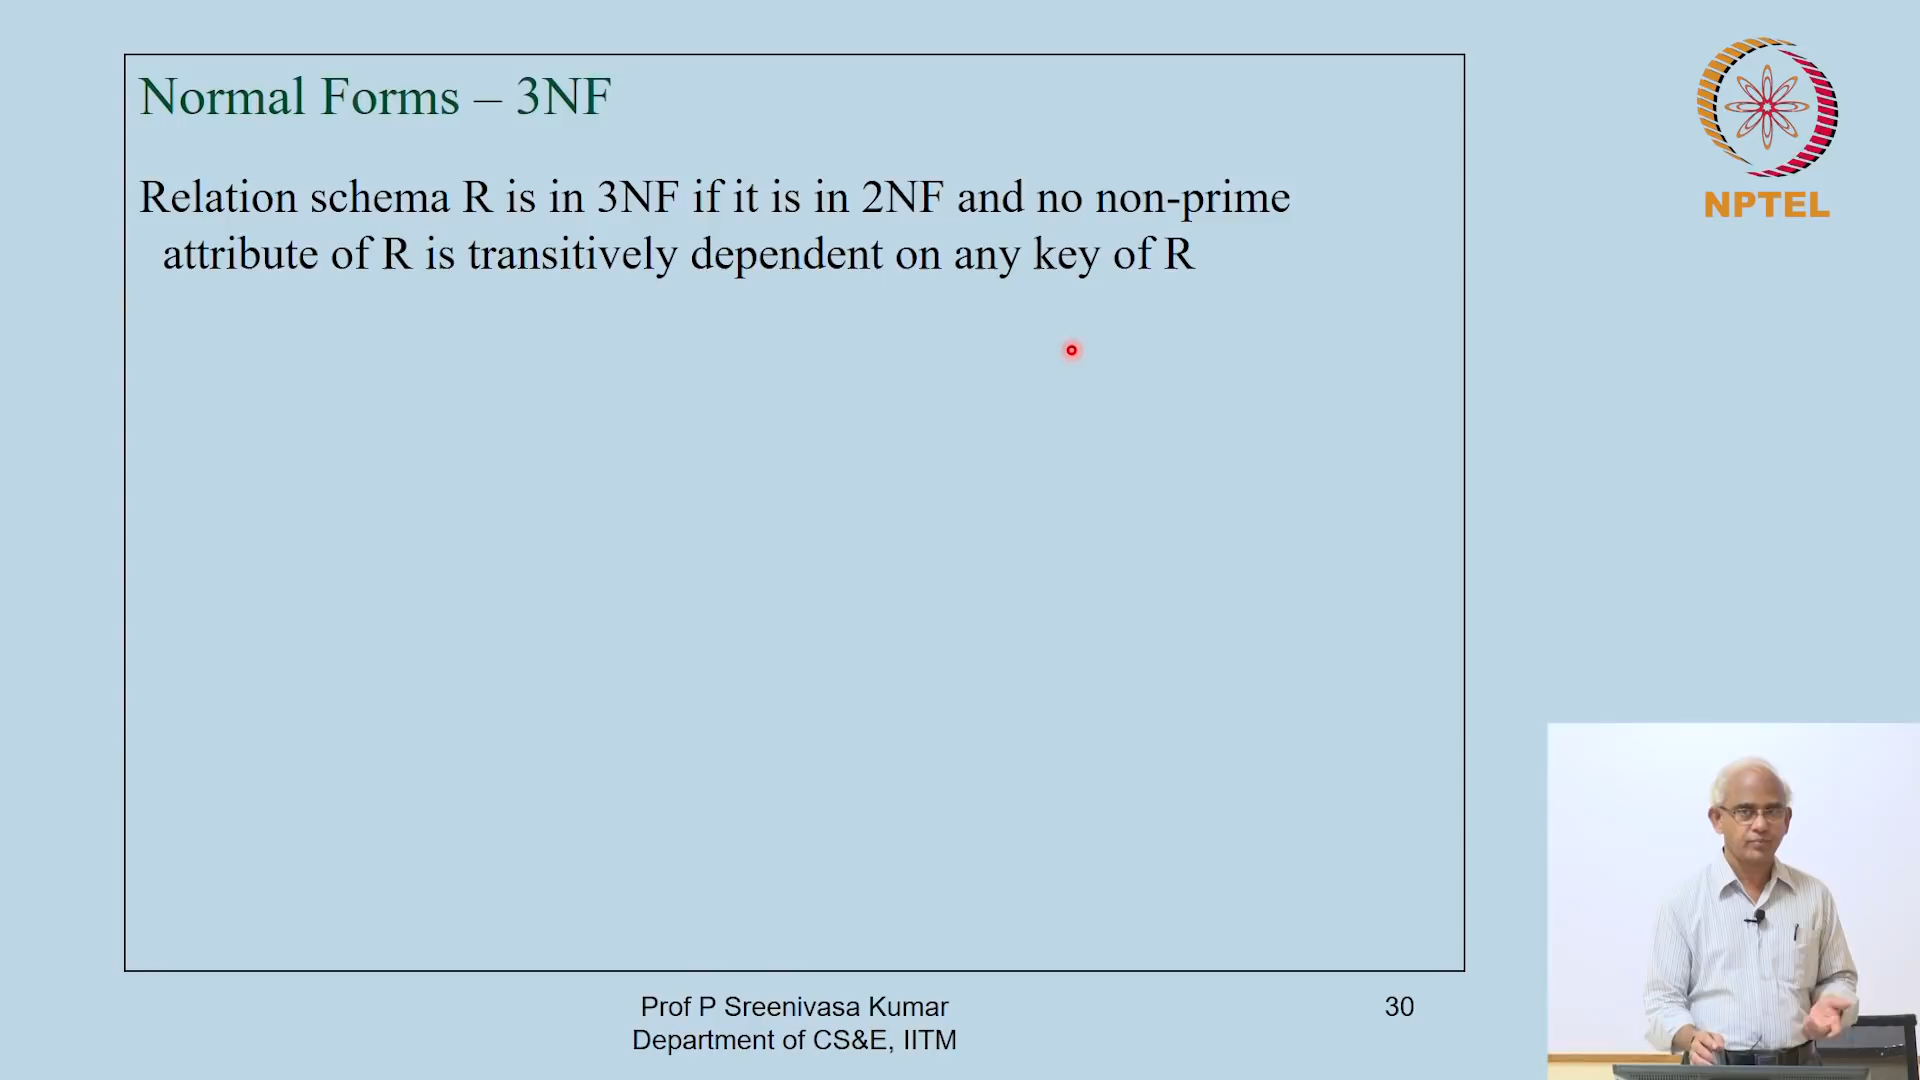 Normal Forms – 3NF
Relation schema R is in 3NF if it is in 2NF and no non-prime
attribute of R is transitively dependent on any key of R
NPTEL
Prof P Sreenivasa Kumar
Department of CS&E, IITM
30